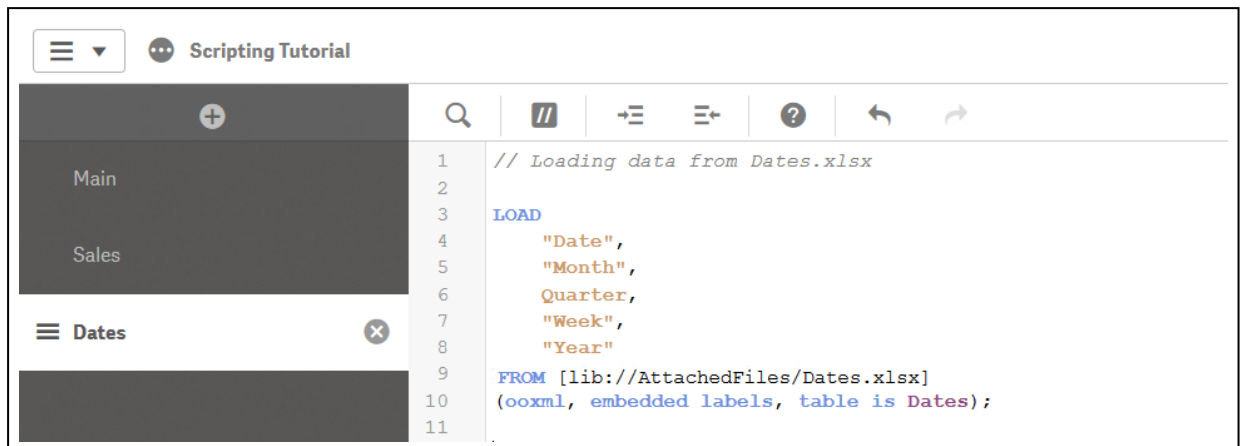 Scripting Tutorial
Main
Sales
Dates
1 // Loading data from Dates.xlsx
2
3 LOAD
4 "Date",
5 "Month",
6 Quarter,
7 "Week",
8 "Year"
9 FROM [lib://AttachedFiles/Dates.xlsx]
10 (ooxml, embedded labels, table is Dates);
11